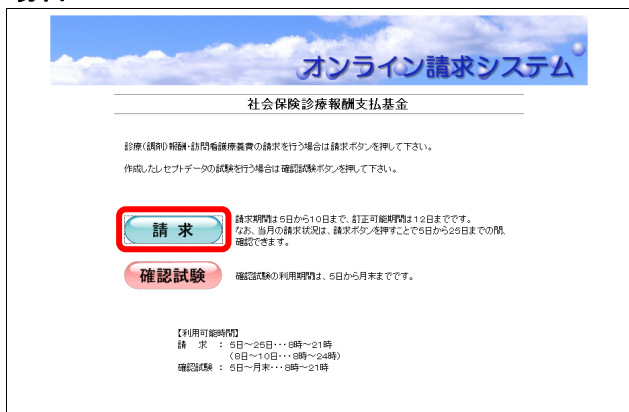 オンライン請求システム
社会保険診療報酬支払基金
診療(調剤)報酬・訪問看護療養費の請求を行う場合は請求ボタンを押して下さい。
作成したレセプトデータの試験を行う場合は確認試験ボタンを押して下さい。
請 求
請求期間は5日から10日まで、訂正可能期間は12日までです。
なお、当月の請求状況は、請求ボタンを押すことで5日から25日までの間、
確認できます。
確認試験
確認試験の利用期間は、5日から月末までです。
【利用可能時間】
請 求 : 5日~25日・・・8時~21時
(8日~10日・・・8時~24時)
確認試験 : 5日~月末・・・8時~21時